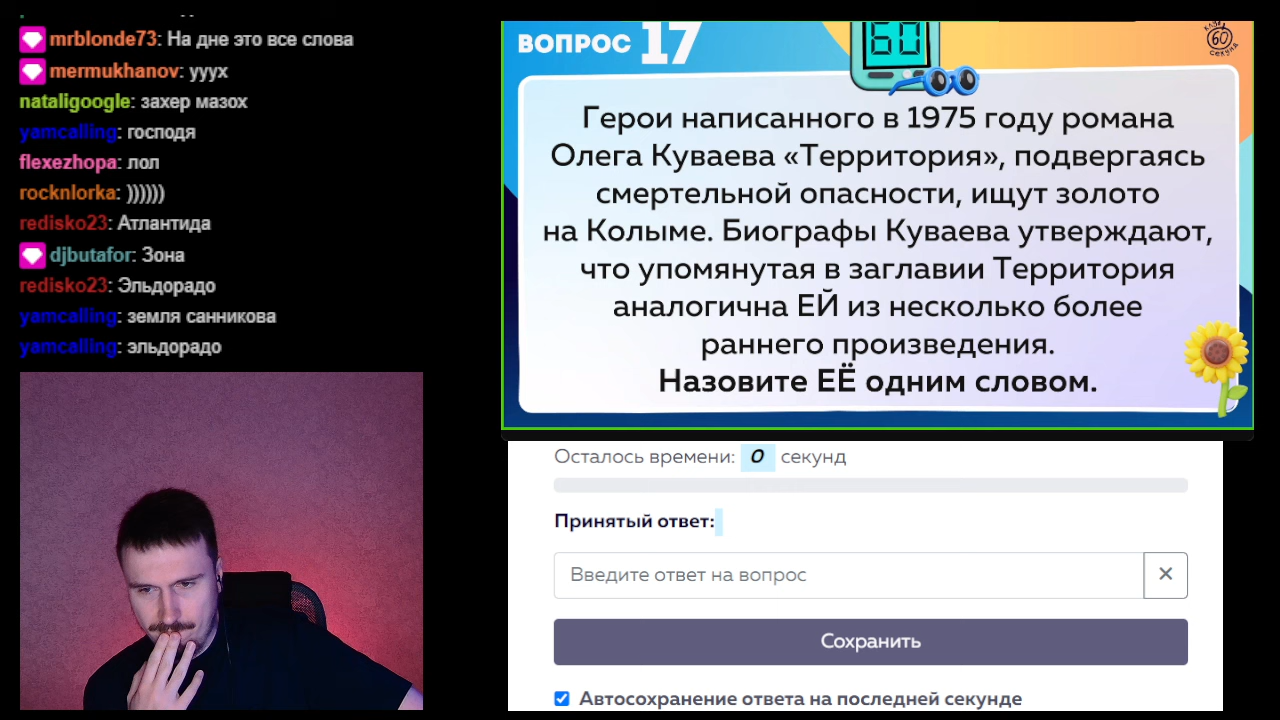 mrblonde73: На дне это все слова
mermukhanov: уyyх
nataligoogle: захер мазох
yamcalling: господя
flexezhopa: лол
rocknlorka: ))))))
redisko23: Атлантида
djbutafor: Зона
redisko23: Эльдорадо
yamcalling: земля санникова
yamcalling: эльдорадо
ВОПРОС 17
60
КЛУБ 60 секунд
Герои написанного в 1975 году романа
Олега Куваева «Территория», подвергаясь
смертельной опасности, ищут золото
на Колыме. Биографы Куваева утверждают,
что упомянутая в заглавии Территория
аналогична ЕЙ из несколько более
раннего произведения.
Назовите ЕЁ одним словом.
Осталось времени: 0 секунд
Принятый ответ:
Введите ответ на вопрос
×
Сохранить
Автосохранение ответа на последней секунде